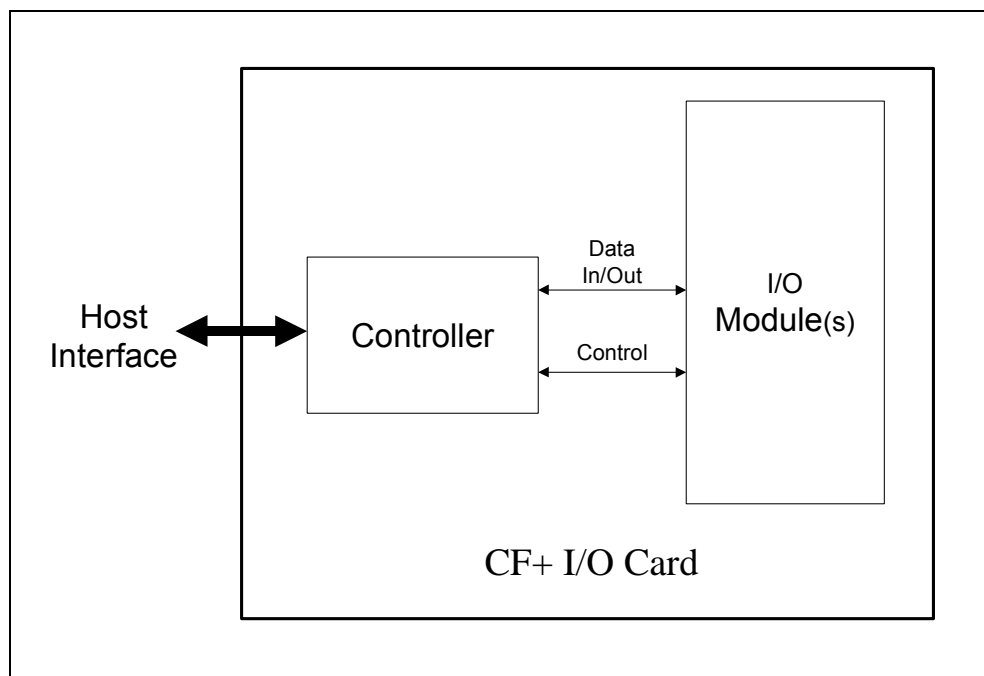 Host
Interface
Controller
Data
In/Out
Control
I/O
Module(s)
CF+ I/O Card